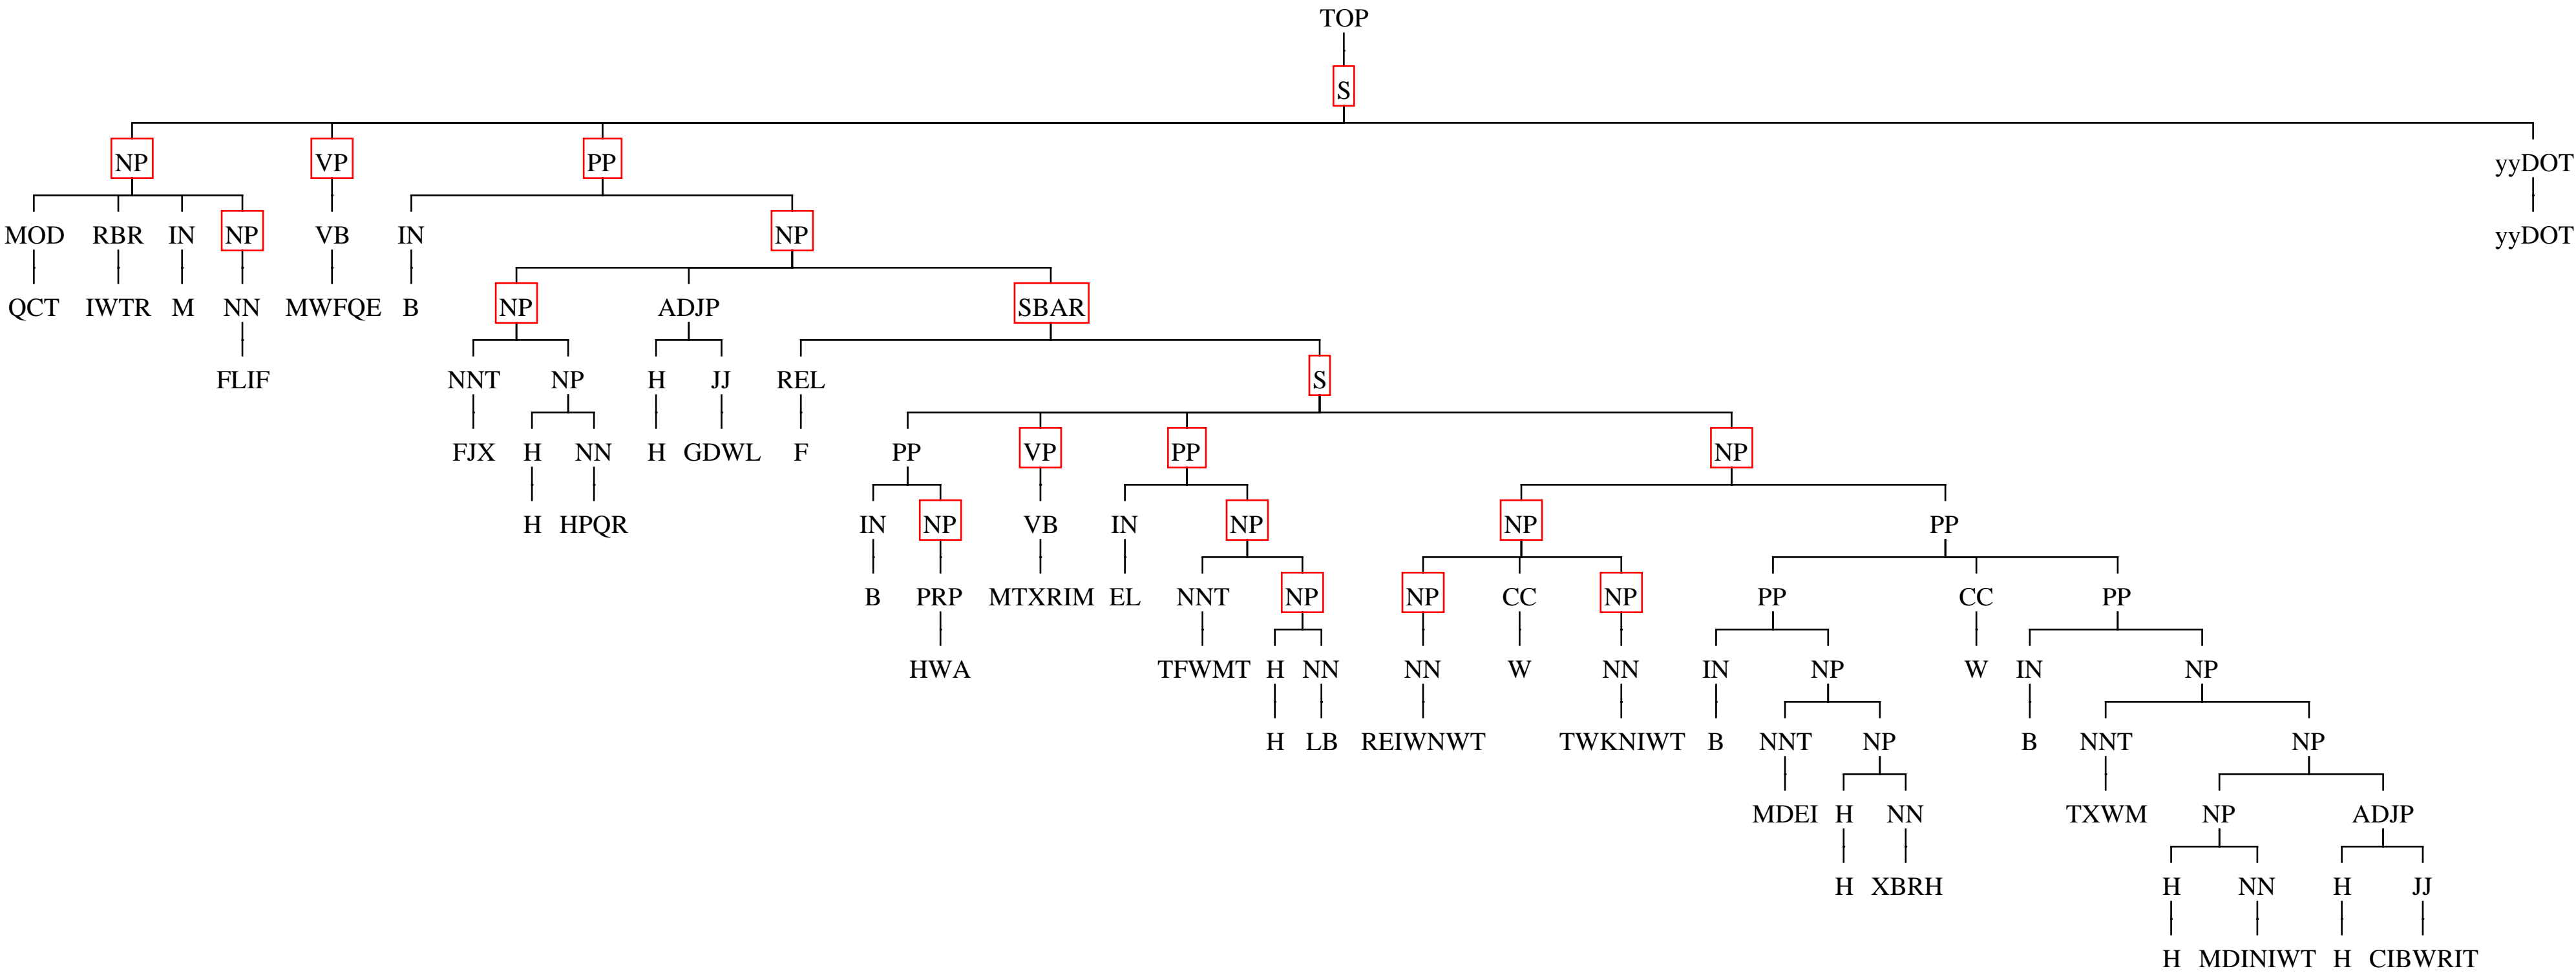 TOP
S
NP VP PP yyDOT
MOD RBR IN NP VB IN NP yyDOT
QCT IWTR M NN MWFQE B NP ADJP SBAR
FLIF NNT NP H JJ REL S
FJX H NN H GDWL F PP VP PP NP
H HPQR IN NP VB IN NP NP PP
B PRP MTXRIM EL NNT NP NP CC NP PP CC PP
HWA TFWMT H NN NN W NN IN NP W IN NP
H LB REIWNWT TWKNIWT B NNT NP B NNT NP
MDEI H NN TXWM NP ADJP
H XBRH H NN H JJ
H MDINIWT H CIBWRIT